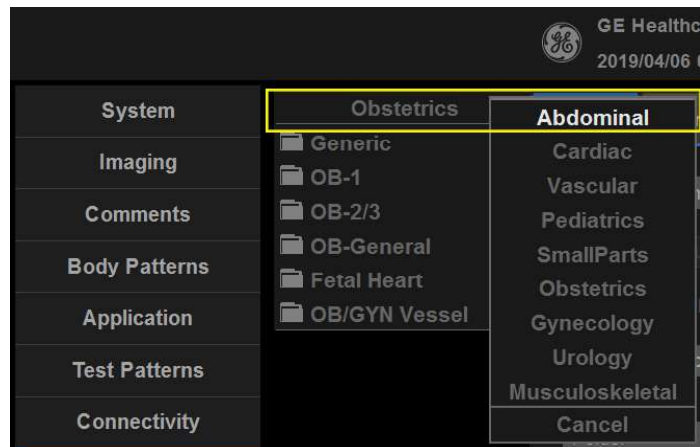 GE Healthc
2019/04/06
System
Imaging
Comments
Body Patterns
Application
Test Patterns
Connectivity
Obstetrics
Generic
OB-1
OB-2/3
OB-General
Fetal Heart
OB/GYN Vessel
Abdominal
Cardiac
Vascular
Pediatrics
SmallParts
Obstetrics
Gynecology
Urology
Musculoskeletal
Cancel